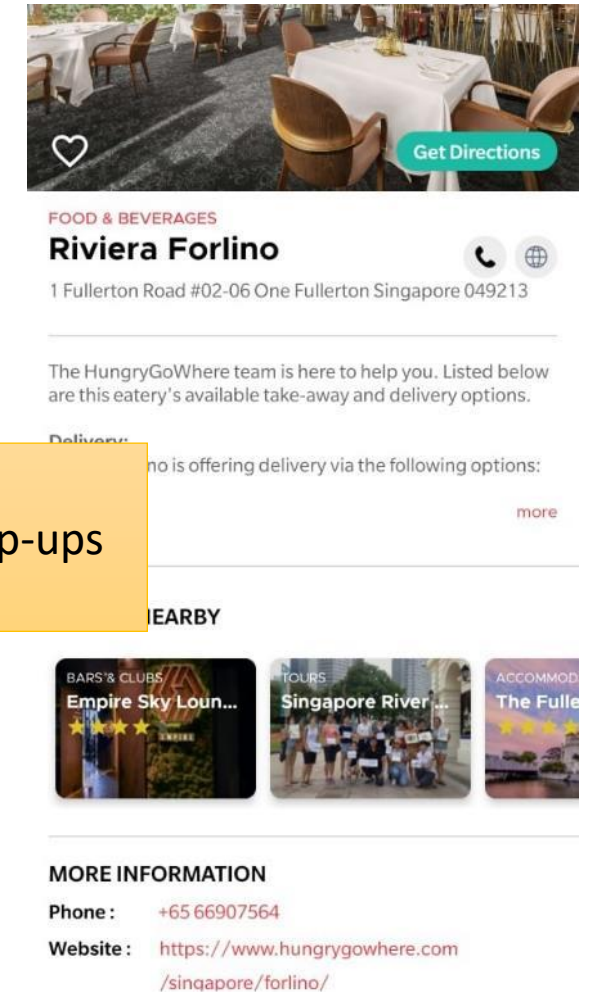 Get Directions
FOOD & BEVERAGES
Riviera Forlino
1 Fullerton Road #02-06 One Fullerton Singapore 049213
The HungryGoWhere team is here to help you. Listed below
are this eatery's available take-away and delivery options.
Delivery:
no is offering delivery via the following options:
p-ups
more
EARBY
BARS & CLUBS
Empire Sky Loun...
EMPIRE
TOURS
Singapore River ...
ACCOMMOD
The Fulle
MORE INFORMATION
Phone : +65 66907564
Website : https://www.hungrygowhere.com
/singapore/forlino/